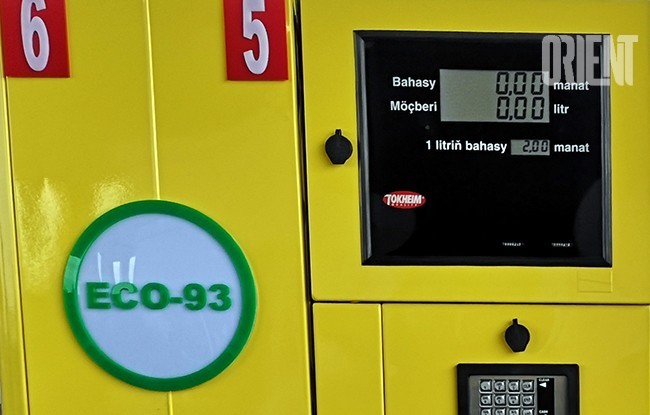 6
5
ORIENT
Bahasy 0,00 manat
Möçberi 0,00 litr
1 litriň bahasy 2,00 manat
TOKHEIM
ECO-93